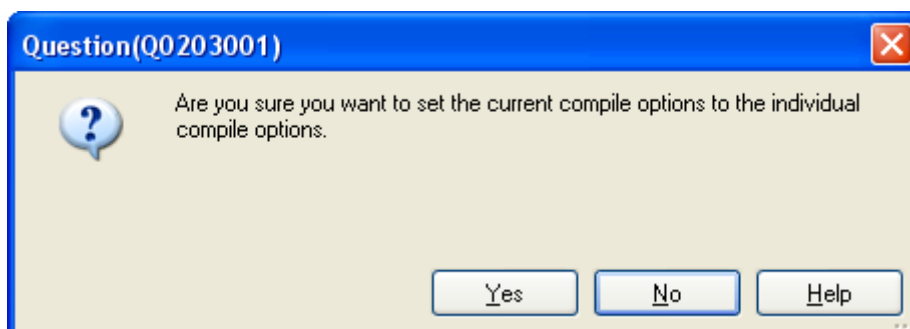 Question(Q0203001)
Are you sure you want to set the current compile options to the individual
compile options.
Yes
No
Help